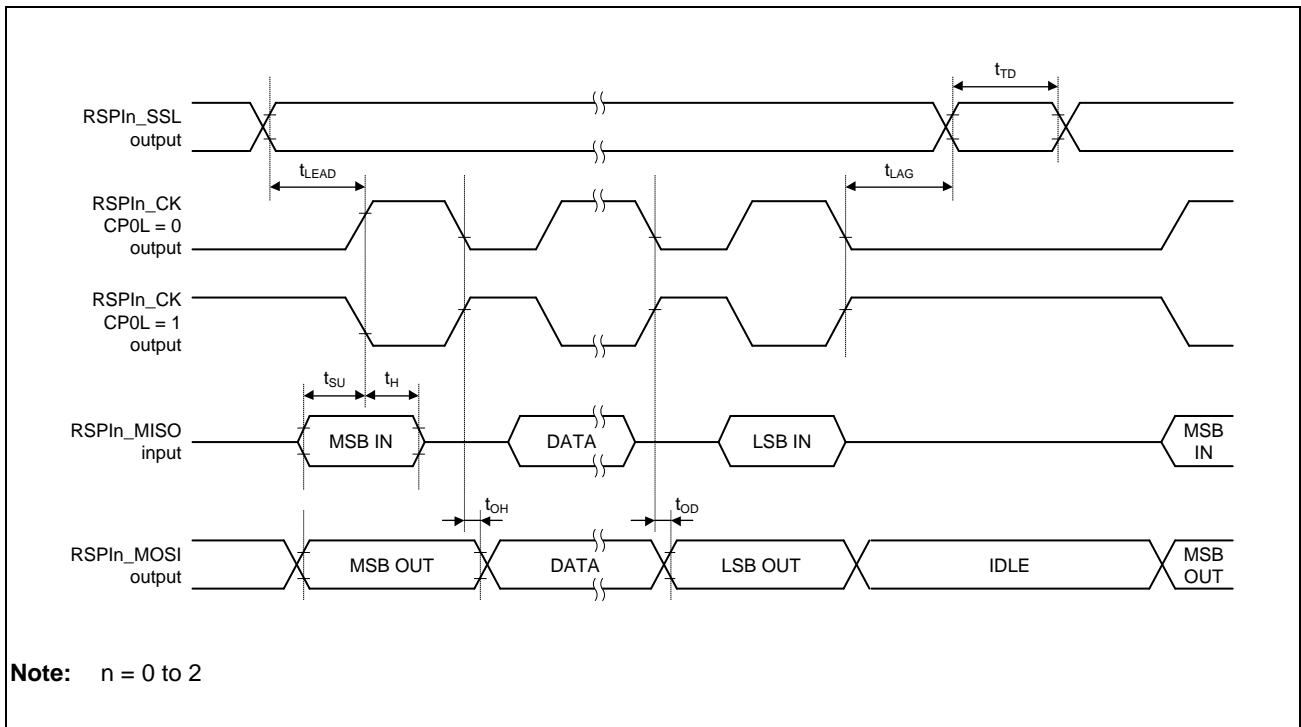 tTD
RSPIn_SSL
output
tLEAD
tLAG
RSPIn_CK
CP0L = 0
output
RSPIn_CK
CP0L = 1
output
tSU
tH
RSPIn_MISO
input
MSB IN
DATA
LSB IN
MSB
IN
tOH
tOD
RSPIn_MOSI
output
MSB OUT
DATA
LSB OUT
IDLE
MSB
OUT
Note: n = 0 to 2